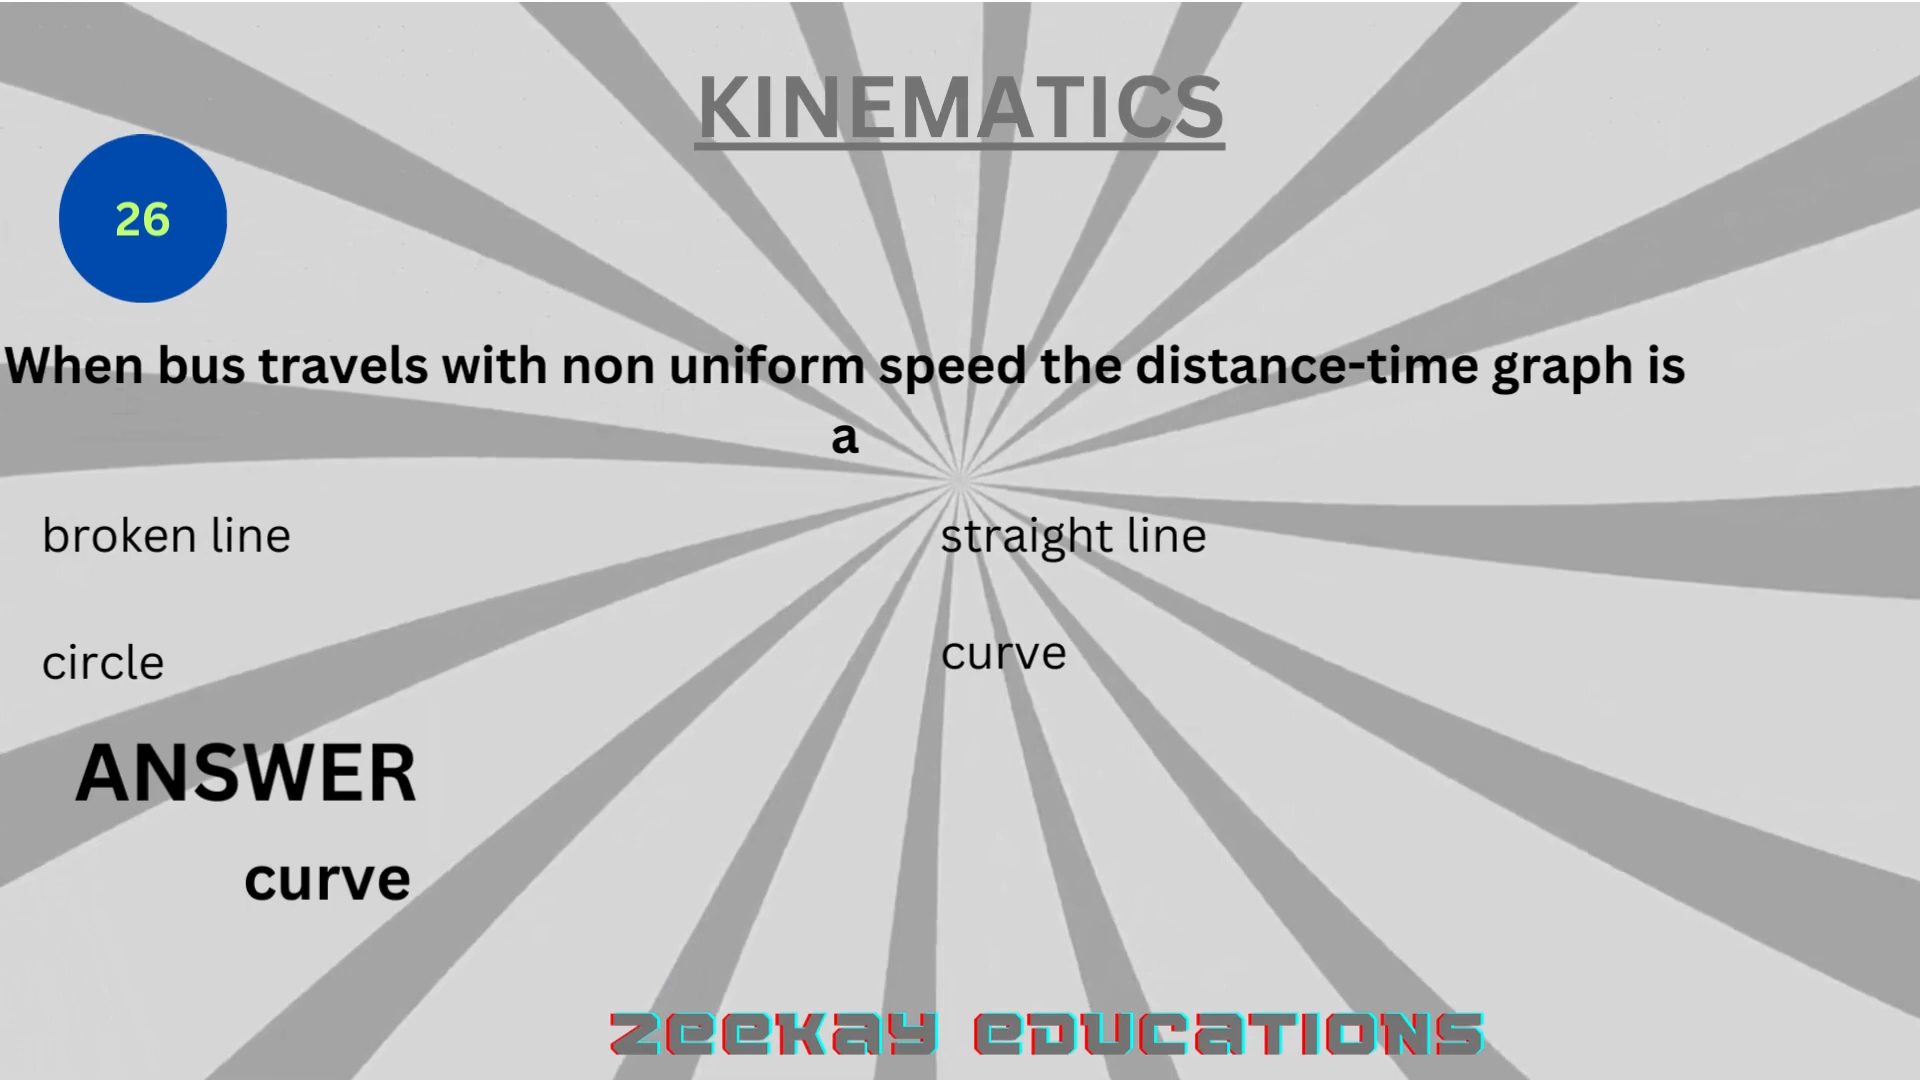 KINEMATICS
26
When bus travels with non uniform speed the distance-time graph is
a
broken line
straight line
circle
curve
ANSWER
curve
ZEEKAY EDUCATIONS